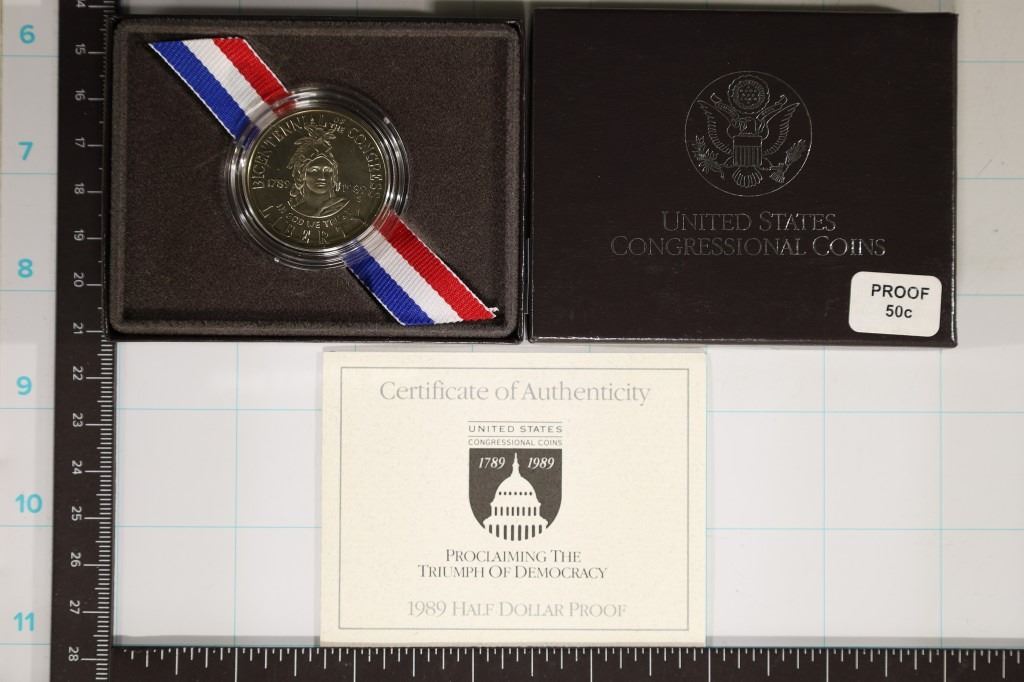 BICENTENNIAL OF THE CONGRESS
1789 1989
IN GOD WE TRUST
LIBERTY
UNITED STATES
CONGRESSIONAL COINS
PROOF
50c
Certificate of Authenticity
UNITED STATES
CONGRESSIONAL COINS
1789 1989
PROCLAIMING THE
TRIUMPH OF DEMOCRACY
1989 HALF DOLLAR PROOF
6
7
8
9
10
11
15
16
17
18
19
20
21
22
23
24
25
26
27
28